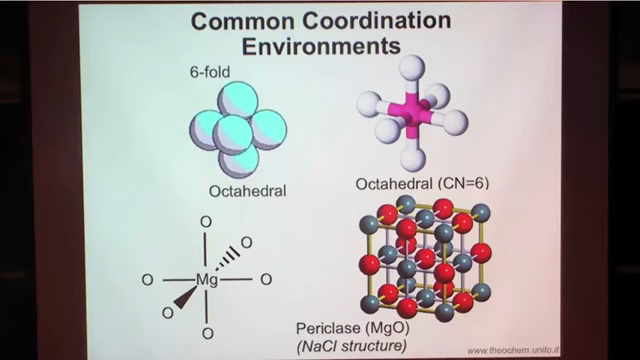 Common Coordination
Environments
6-fold
Octahedral
Octahedral (CN=6)
O
O
O
Mg
O
O
O
Periclase (MgO)
(NaCl structure)
www.theochem.unito.it